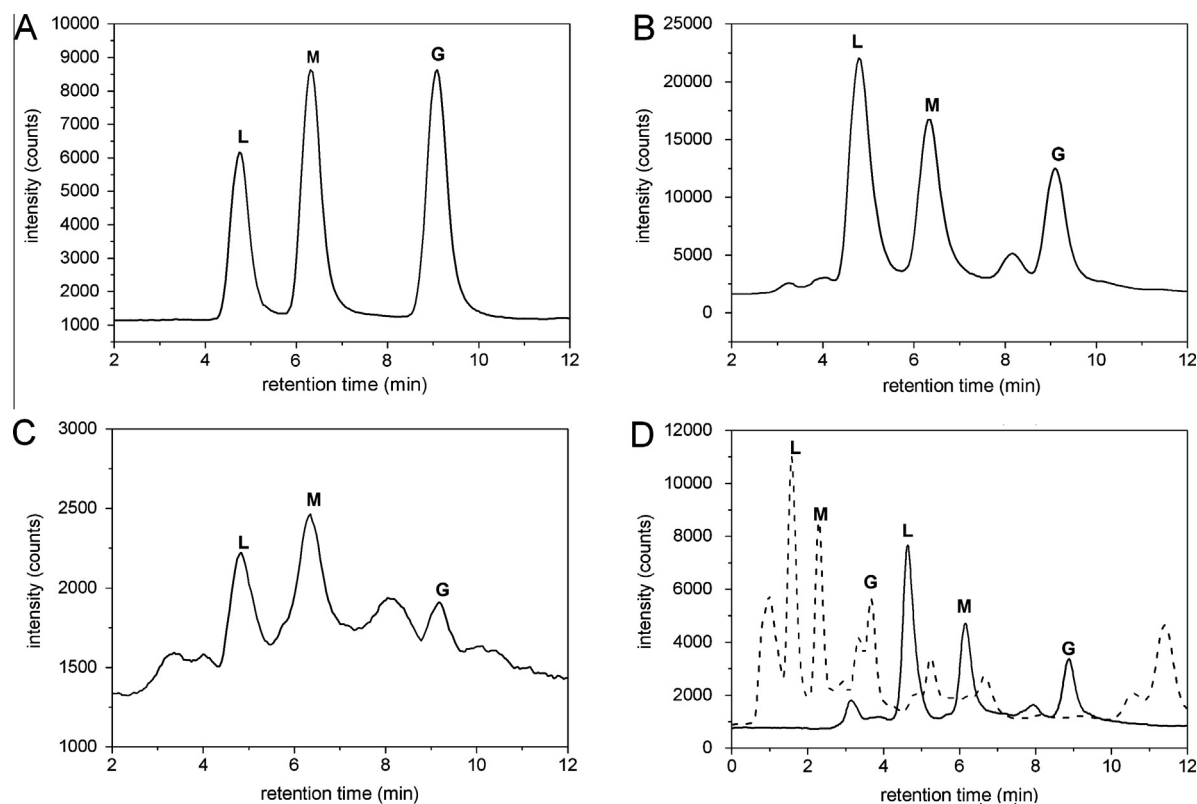 A
10000
9000
8000
7000
6000
5000
4000
3000
2000
1000
intensity (counts)
L
M
G
2
4
6
8
10
12
retention time (min)
B
25000
20000
15000
10000
5000
0
intensity (counts)
L
M
G
2
4
6
8
10
12
retention time (min)
C
3000
2500
2000
1500
1000
intensity (counts)
L
M
G
2
4
6
8
10
12
retention time (min)
D
12000
10000
8000
6000
4000
2000
0
intensity (counts)
L
M
G
L
M
G
0
2
4
6
8
10
12
retention time (min)